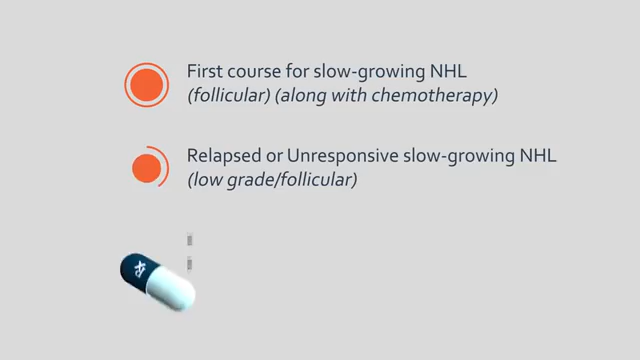 First course for slow-growing NHL
(follicular) (along with chemotherapy)
Relapsed or Unresponsive slow-growing NHL
(low grade/follicular)